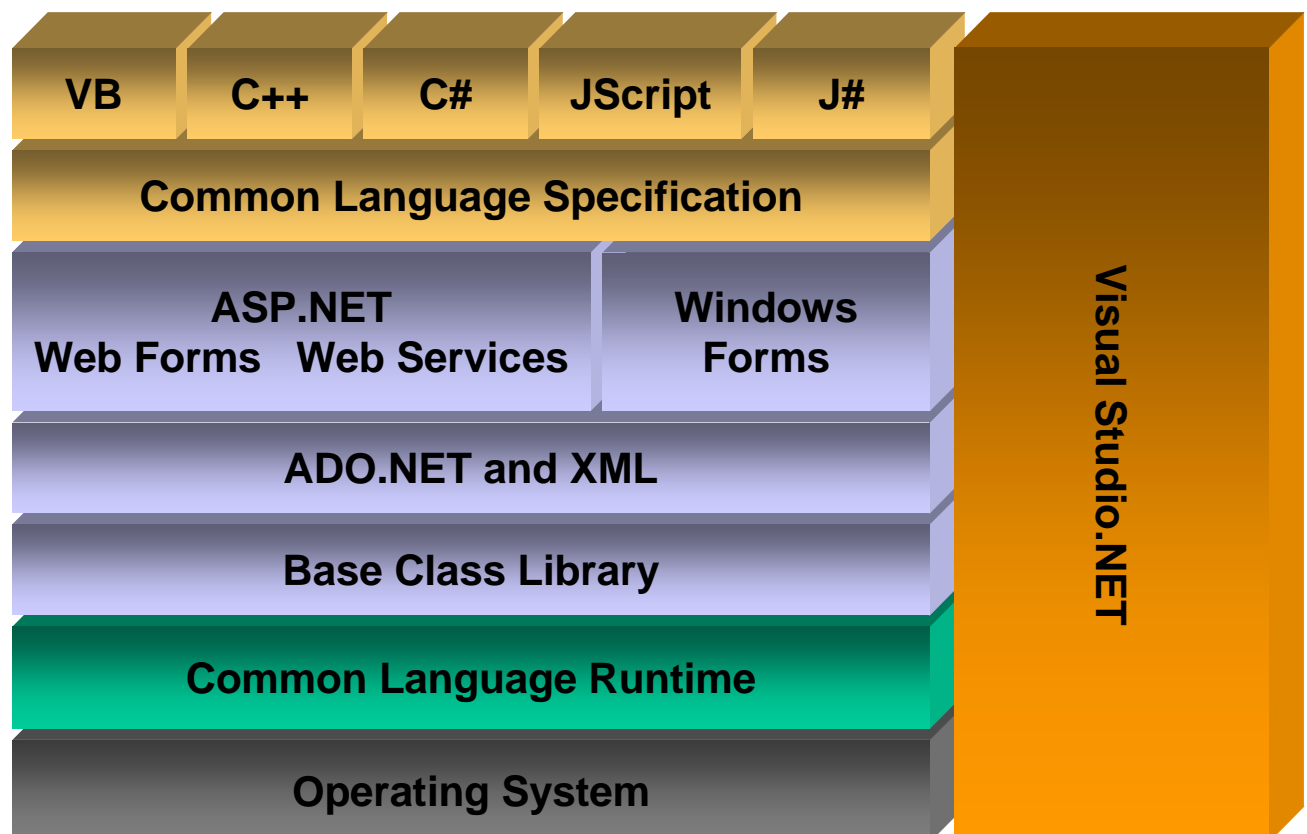 VB C++ C# JScript J#
Common Language Specification
ASP.NET
Web Forms Web Services
Windows
Forms
ADO.NET and XML
Base Class Library
Common Language Runtime
Operating System
Visual Studio.NET